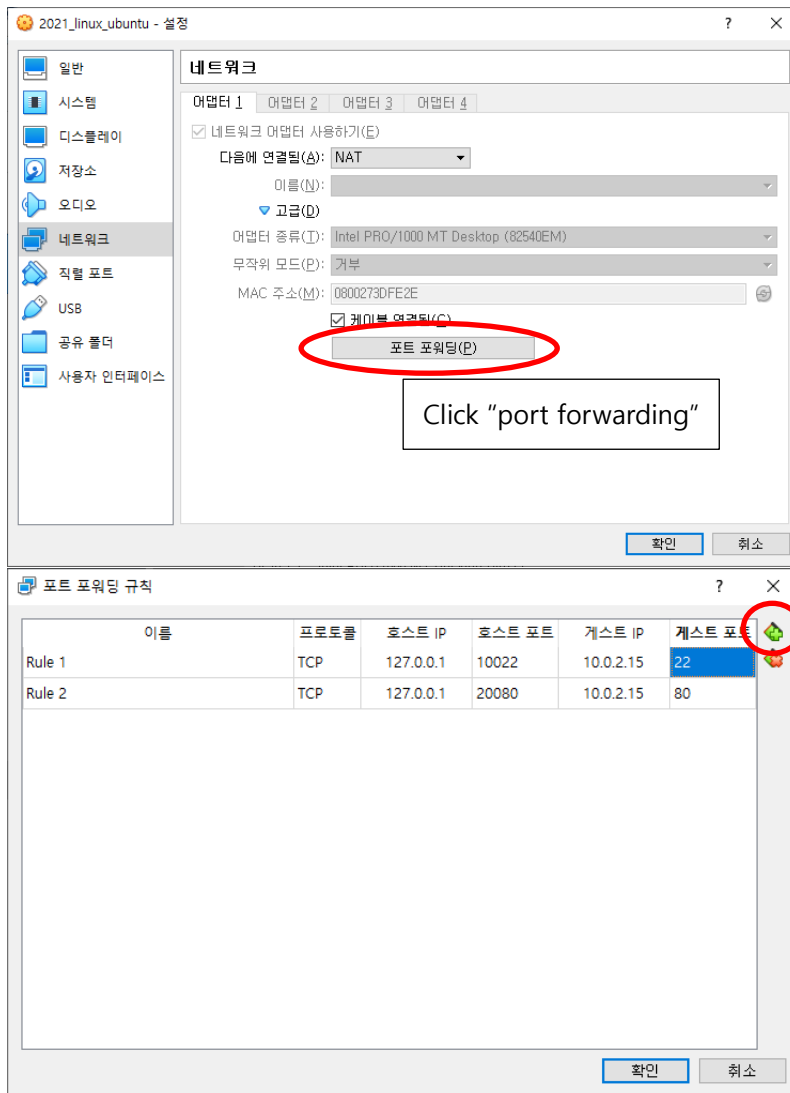 2021_linux_ubuntu - 설정 ? ×
일반
시스템
디스플레이
저장소
오디오
네트워크
직렬 포트
USB
공유 폴더
사용자 인터페이스
네트워크
어댑터 1 어댑터 2 어댑터 3 어댑터 4
네트워크 어댑터 사용하기(E)
다음에 연결됨(A): NAT
이름(N):
고급(D)
어댑터 종류(T): Intel PRO/1000 MT Desktop (82540EM)
무작위 모드(P): 거부
MAC 주소(M): 0800273DFE2E
케이블 연결됨(C)
포트 포워딩(P)
Click "port forwarding"
확인 취소
포트 포워딩 규칙 ? ×
이름 프로토콜 호스트 IP 호스트 포트 게스트 IP 게스트 포트
Rule 1 TCP 127.0.0.1 10022 10.0.2.15 22
Rule 2 TCP 127.0.0.1 20080 10.0.2.15 80
확인 취소